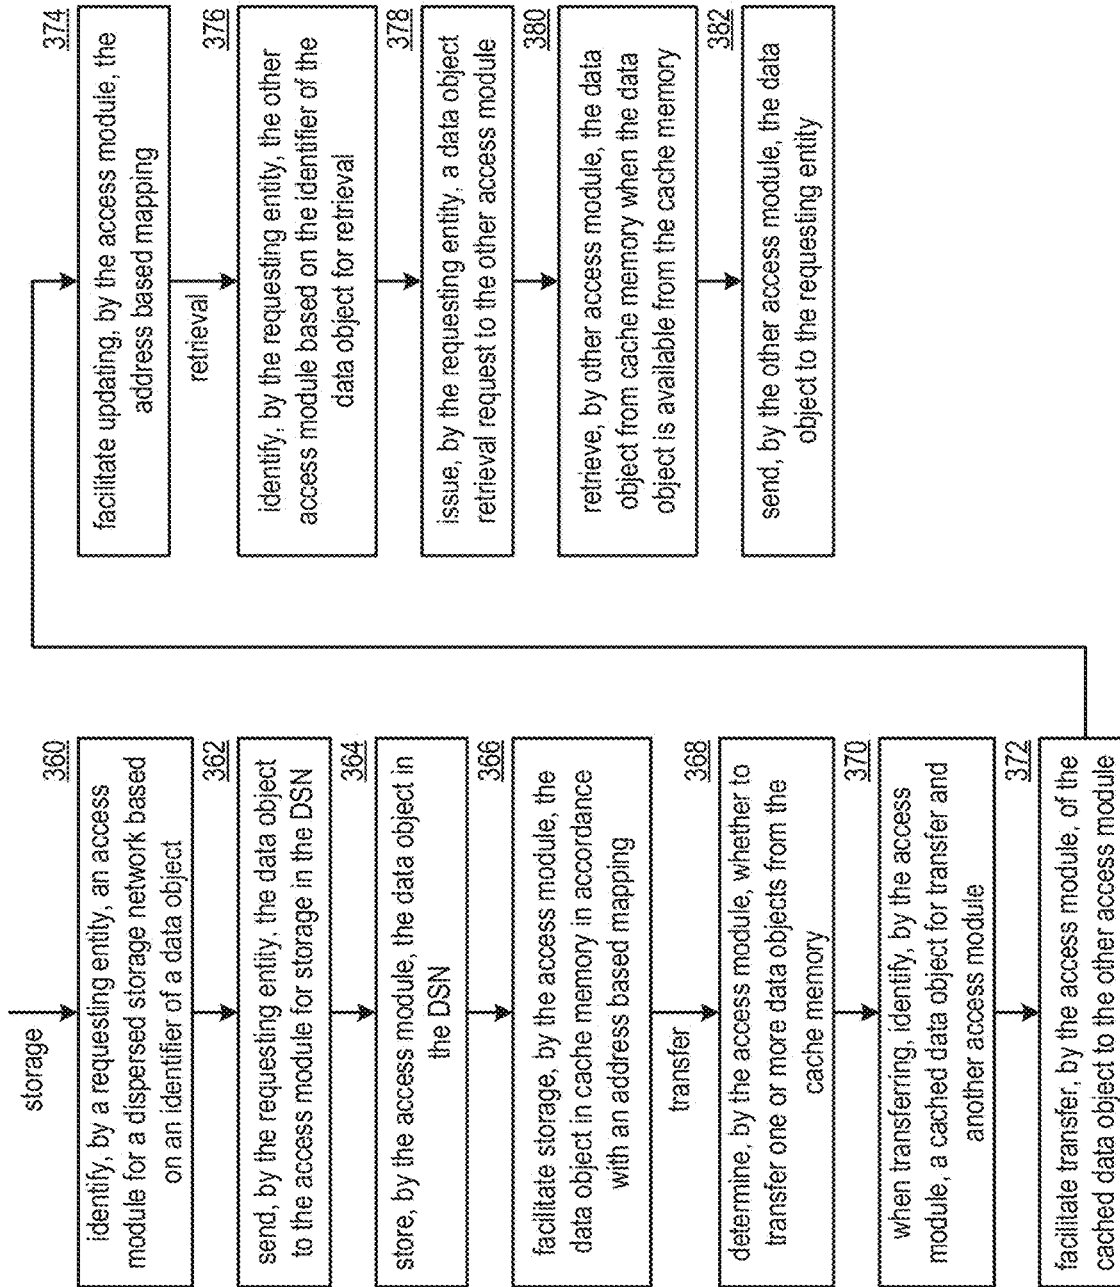 storage
360
identify, by a requesting entity, an access
module for a dispersed storage network based
on an identifier of a data object
362
send, by the requesting entity, the data object
to the access module for storage in the DSN
364
store, by the access module, the data object in
the DSN
366
facilitate storage, by the access module, the
data object in cache memory in accordance
with an address based mapping
transfer
368
determine, by the access module, whether to
transfer one or more data objects from the
cache memory
370
when transferring, identify, by the access
module, a cached data object for transfer and
another access module
372
facilitate transfer, by the access module, of the
cached data object to the other access module
374
facilitate updating, by the access module, the
address based mapping
retrieval
376
identify, by the requesting entity, the other
access module based on the identifier of the
data object for retrieval
378
issue, by the requesting entity, a data object
retrieval request to the other access module
380
retrieve, by other access module, the data
object from cache memory when the data
object is available from the cache memory
382
send, by the other access module, the data
object to the requesting entity